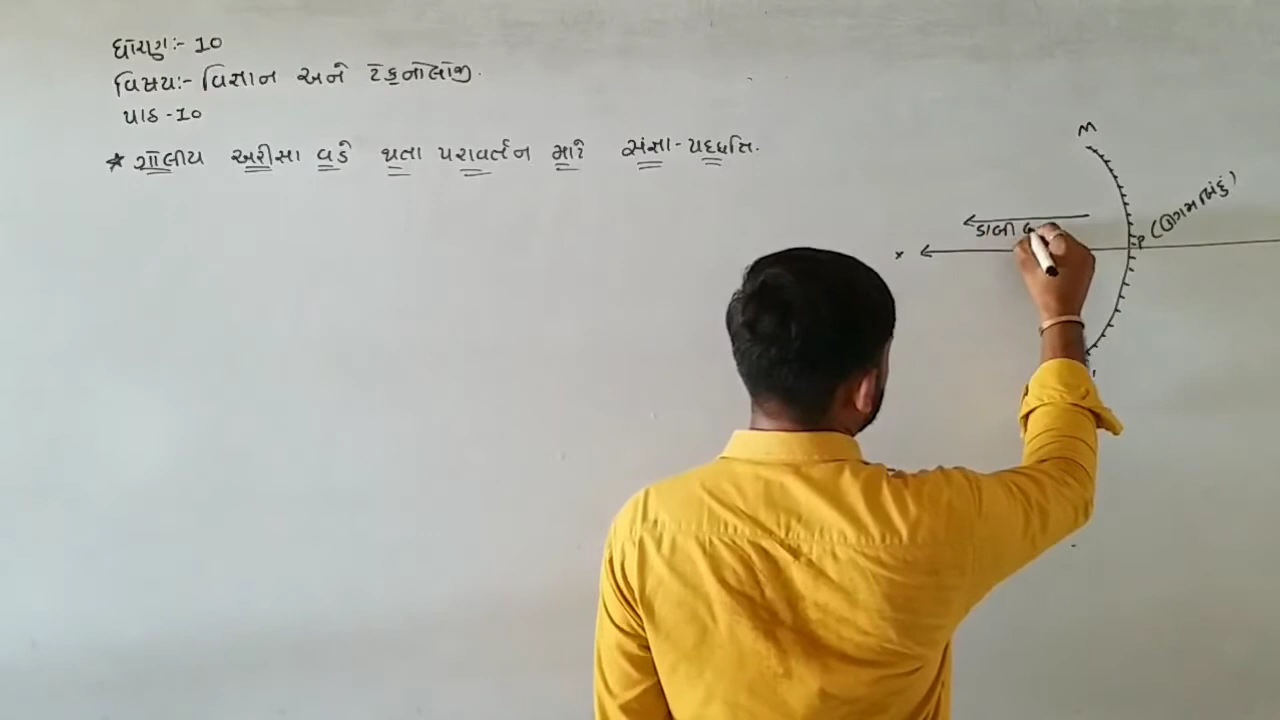 ધોરણ:- 10
વિષય:- વિજ્ઞાન અને ટેકનોલોજી.
પાઠ - 10
* ગોલીય અરીસા વડે થતા પરાવર્તન માટે સંજ્ઞા - પદ્ધતિ.
M
P (ઉગમબિંદુ)
ડાબી બ
x